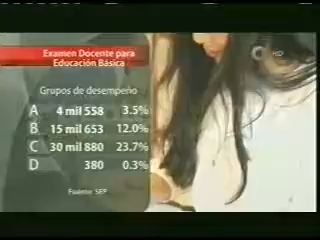 Examen Docente para
Educación Básica
Grupos de desempeño
A 4 mil 558 3.5%
B 15 mil 653 12.0%
C 30 mil 880 23.7%
D 380 0.3%
Fuente: SEP
HD